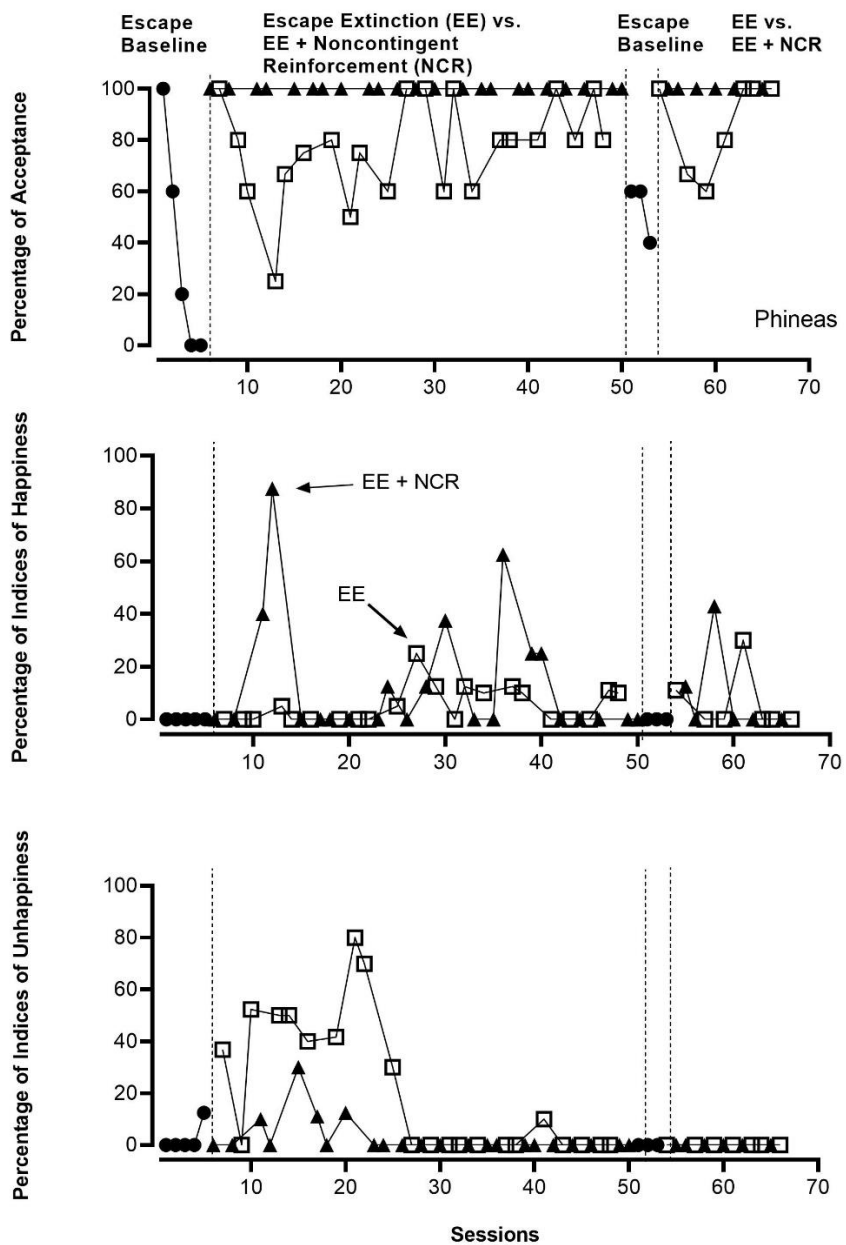 Escape
Baseline
Escape Extinction (EE) vs.
EE + Noncontingent
Reinforcement (NCR)
Escape
Baseline
EE vs.
EE + NCR
Percentage of Acceptance
100
80
60
40
20
0
Phineas
10 20 30 40 50 60 70
Percentage of Indices of Happiness
100
80
60
40
20
0
EE + NCR
EE
10 20 30 40 50 60 70
Percentage of Indices of Unhappiness
100
80
60
40
20
0
10 20 30 40 50 60 70
Sessions